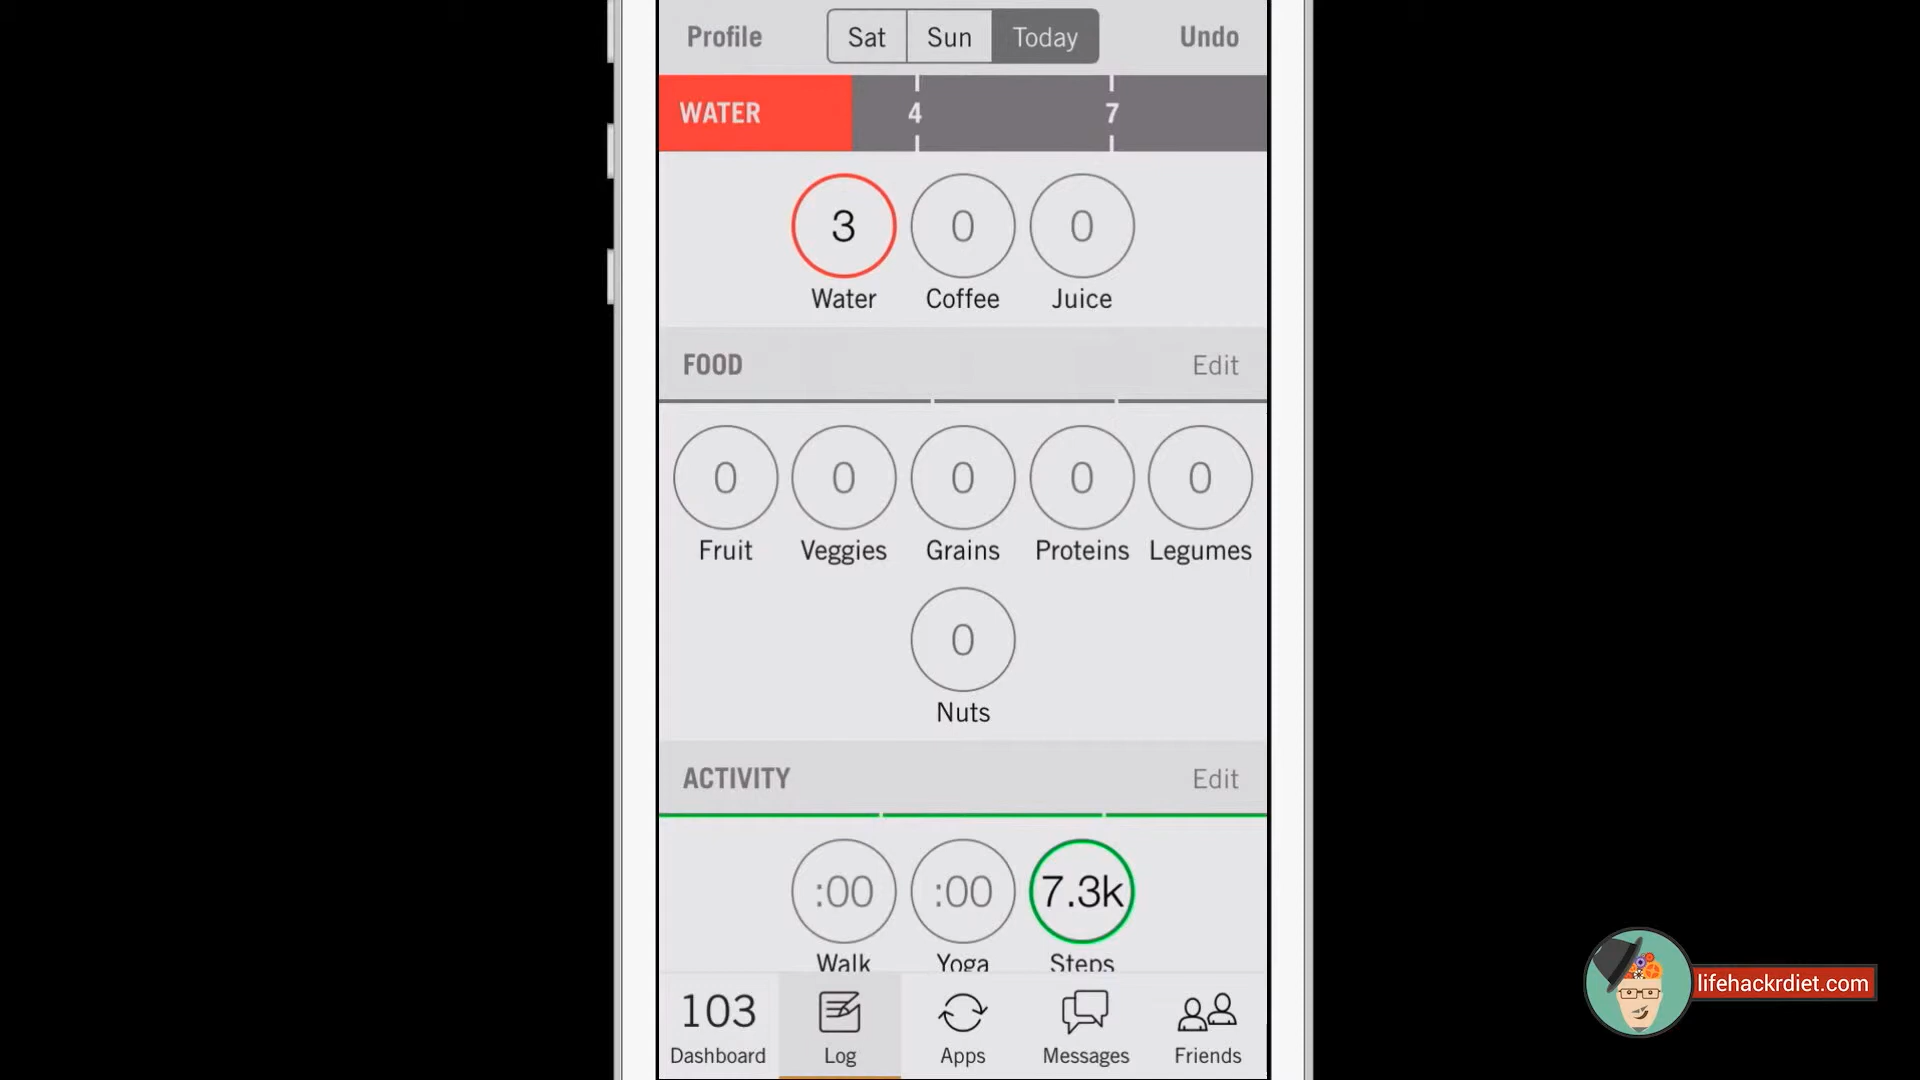 Profile Sat Sun Today Undo
WATER 4 7
3 0 0
Water Coffee Juice
FOOD Edit
0 0 0 0 0
Fruit Veggies Grains Proteins Legumes
0
Nuts
ACTIVITY Edit
:00 :00 7.3k
Walk Yoga Steps
103
Dashboard Log Apps Messages Friends
lifehackrdiet.com